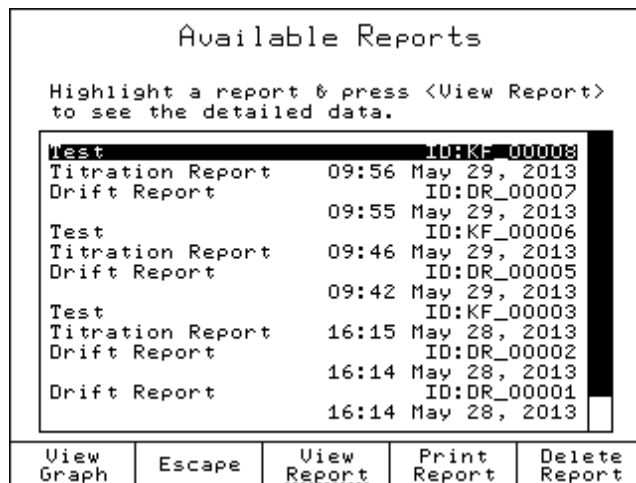 Available Reports
Highlight a report & press <View Report>
to see the detailed data.
Test ID:KF_00008
Titration Report 09:56 May 29, 2013
Drift Report ID:DR_00007
09:55 May 29, 2013
Test ID:KF_00006
Titration Report 09:46 May 29, 2013
Drift Report ID:DR_00005
09:42 May 29, 2013
Test ID:KF_00003
Titration Report 16:15 May 28, 2013
Drift Report ID:DR_00002
16:14 May 28, 2013
Drift Report ID:DR_00001
16:14 May 28, 2013
View Graph
Escape
View Report
Print Report
Delete Report